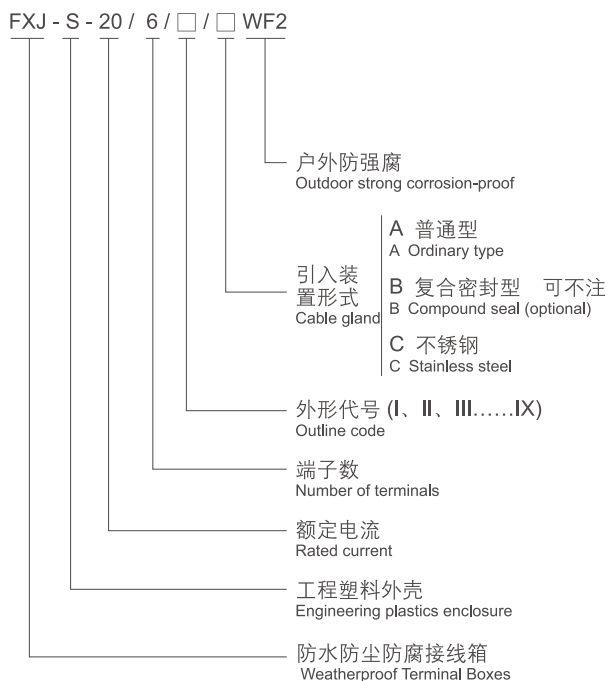 FXJ - S - 20 / 6 / □ / □ WF2
户外防强腐
Outdoor strong corrosion-proof
引入装
置形式
Cable gland
A 普通型
A Ordinary type
B 复合密封型 可不注
B Compound seal (optional)
C 不锈钢
C Stainless steel
外形代号 (I、II、III……IX)
Outline code
端子数
Number of terminals
额定电流
Rated current
工程塑料外壳
Engineering plastics enclosure
防水防尘防腐接线箱
Weatherproof Terminal Boxes